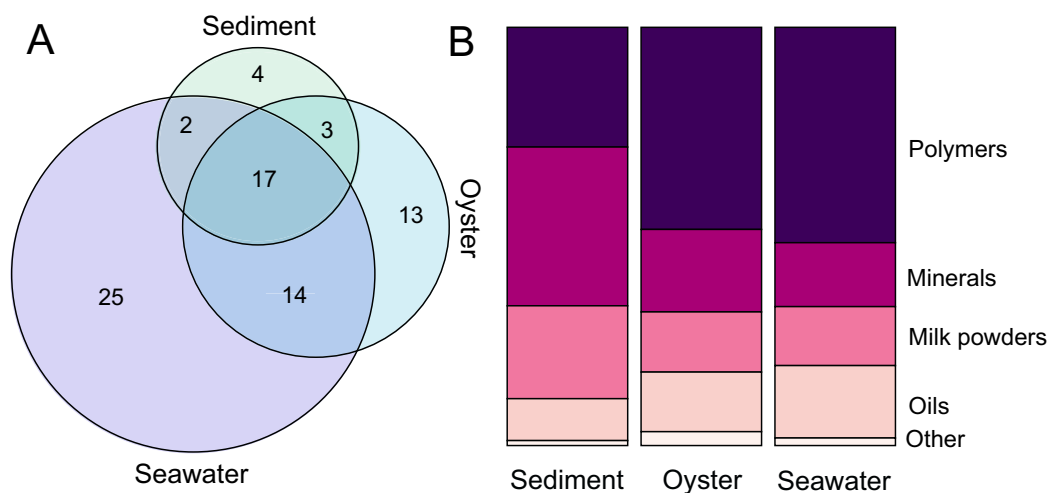 A
Sediment
4
2
3
17
13
Oyster
25
14
Seawater
B
Polymers
Minerals
Milk powders
Oils
Other
Sediment
Oyster
Seawater